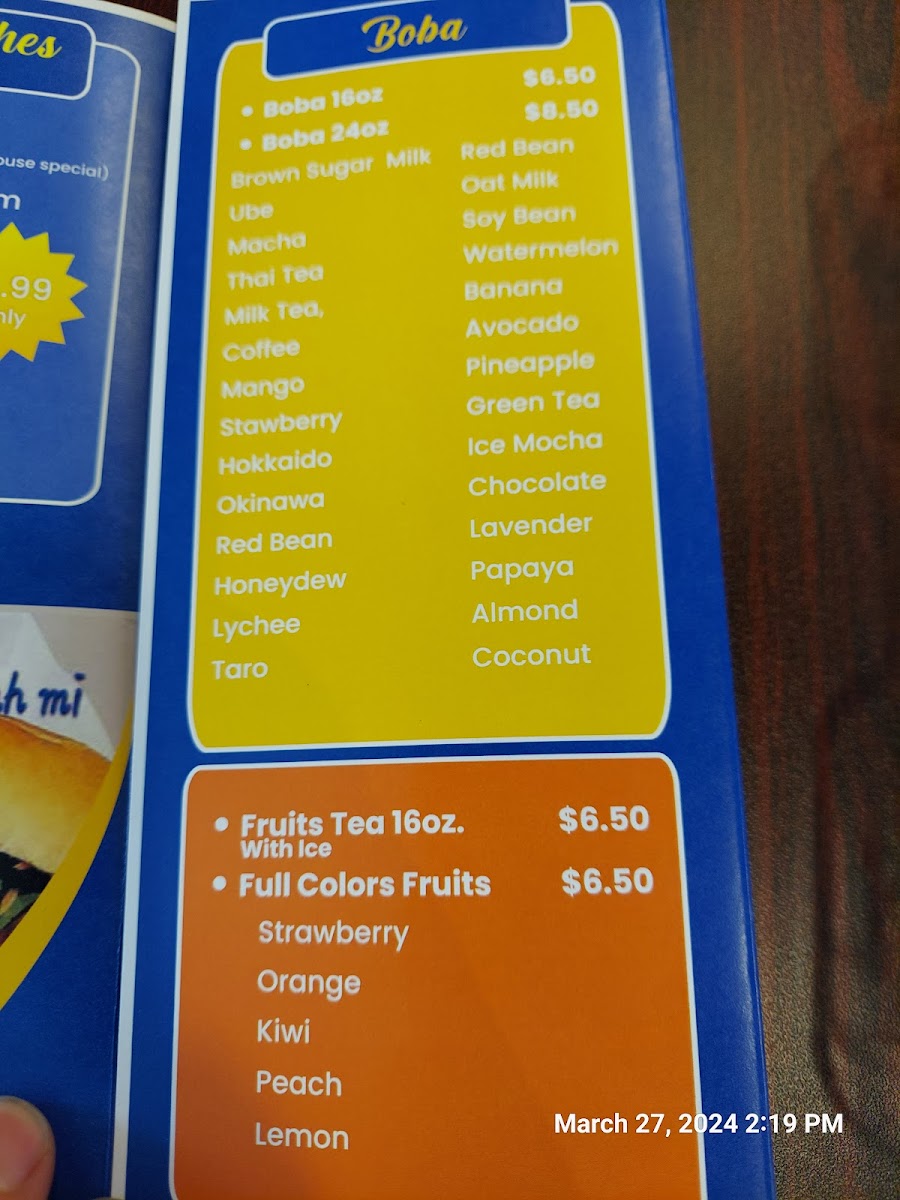 hes
ouse special)
m
.99
nly
h mi
Boba
• Boba 16oz $6.50
• Boba 24oz $8.50
Brown Sugar Milk
Ube
Macha
Thai Tea
Milk Tea,
Coffee
Mango
Stawberry
Hokkaido
Okinawa
Red Bean
Honeydew
Lychee
Taro
Red Bean
Oat Milk
Soy Bean
Watermelon
Banana
Avocado
Pineapple
Green Tea
Ice Mocha
Chocolate
Lavender
Papaya
Almond
Coconut
• Fruits Tea 16oz. $6.50
With Ice
• Full Colors Fruits $6.50
Strawberry
Orange
Kiwi
Peach
Lemon
March 27, 2024 2:19 PM